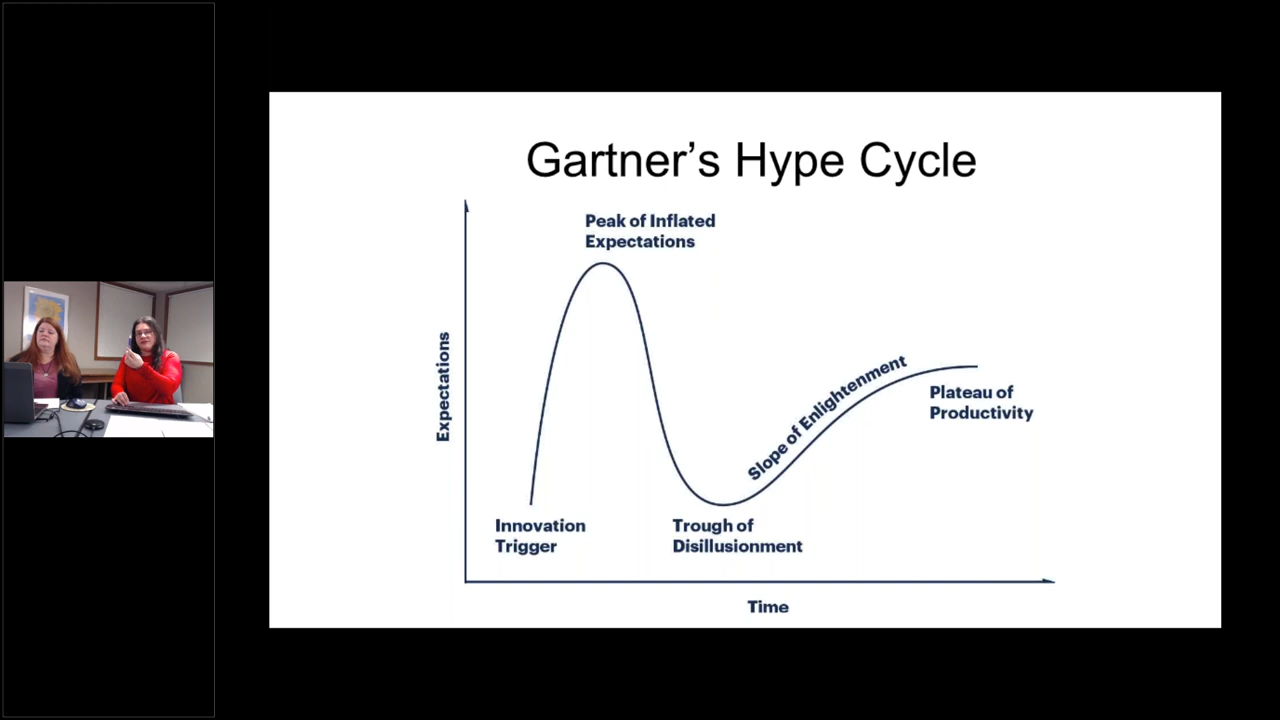 Gartner’s Hype Cycle
Peak of Inflated
Expectations
Expectations
Slope of Enlightenment
Plateau of
Productivity
Innovation
Trigger
Trough of
Disillusionment
Time